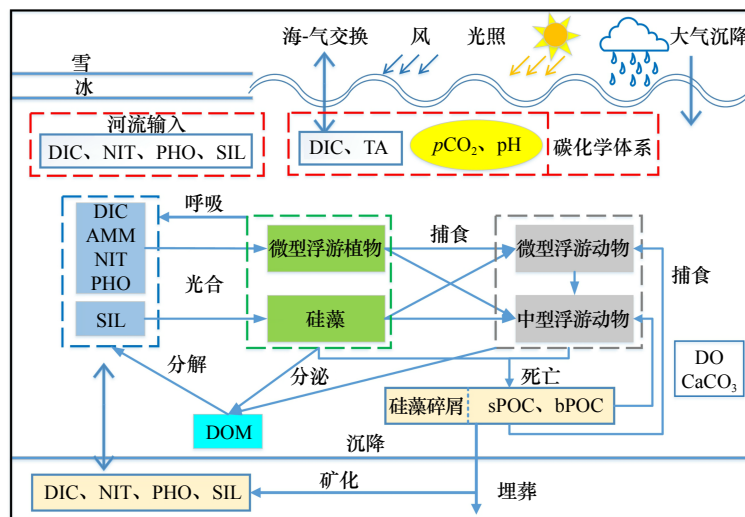 海-气交换 风 光照 大气沉降
雪
冰
河流输入
DIC、NIT、PHO、SIL
DIC、TA
pCO₂、pH
碳化学体系
DIC
AMM
NIT
PHO
呼吸
微型浮游植物
捕食
微型浮游动物
捕食
光合
SIL
硅藻
中型浮游动物
分解
分泌
死亡
DO
CaCO₃
硅藻碎屑 sPOC、bPOC
DOM
沉降
DIC、NIT、PHO、SIL
矿化
埋葬